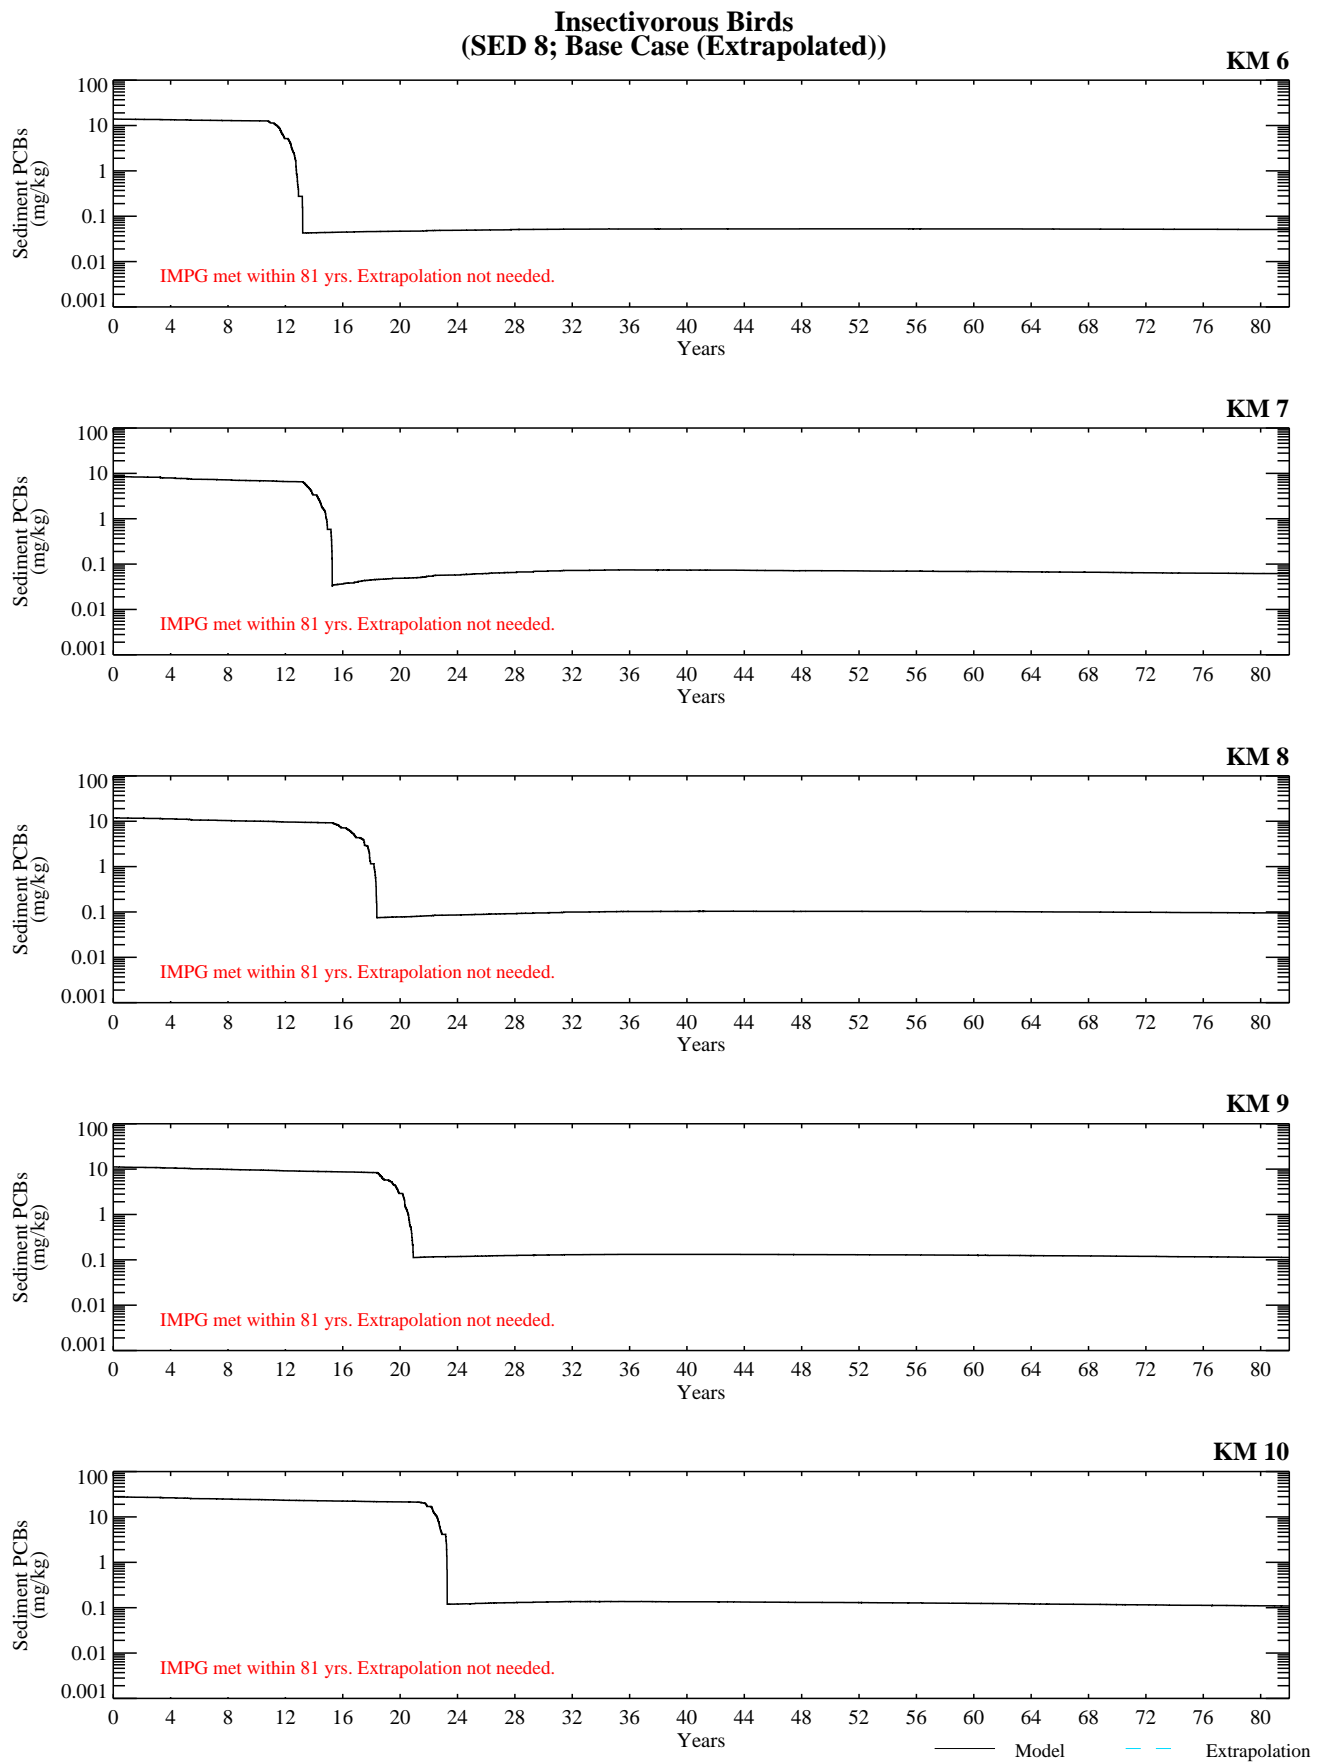 Insectivorous Birds
(SED 8; Base Case (Extrapolated))
KM 6
Sediment PCBs
(mg/kg)
100
10
1
0.1
0.01
0.001
IMPG met within 81 yrs. Extrapolation not needed.
0 4 8 12 16 20 24 28 32 36 40 44 48 52 56 60 64 68 72 76 80
Years
KM 7
Sediment PCBs
(mg/kg)
100
10
1
0.1
0.01
0.001
IMPG met within 81 yrs. Extrapolation not needed.
0 4 8 12 16 20 24 28 32 36 40 44 48 52 56 60 64 68 72 76 80
Years
KM 8
Sediment PCBs
(mg/kg)
100
10
1
0.1
0.01
0.001
IMPG met within 81 yrs. Extrapolation not needed.
0 4 8 12 16 20 24 28 32 36 40 44 48 52 56 60 64 68 72 76 80
Years
KM 9
Sediment PCBs
(mg/kg)
100
10
1
0.1
0.01
0.001
IMPG met within 81 yrs. Extrapolation not needed.
0 4 8 12 16 20 24 28 32 36 40 44 48 52 56 60 64 68 72 76 80
Years
KM 10
Sediment PCBs
(mg/kg)
100
10
1
0.1
0.01
0.001
IMPG met within 81 yrs. Extrapolation not needed.
0 4 8 12 16 20 24 28 32 36 40 44 48 52 56 60 64 68 72 76 80
Years
Model Extrapolation